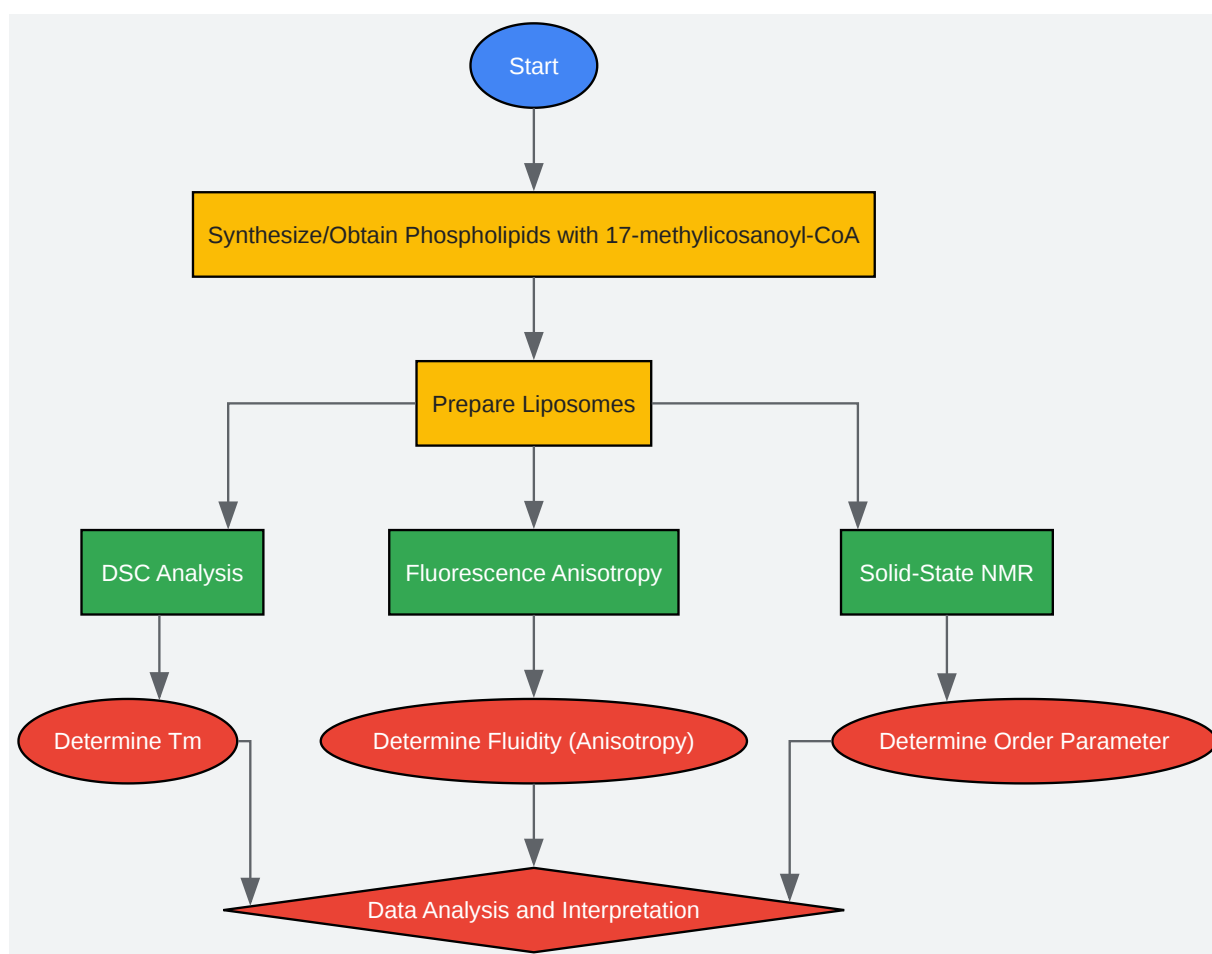 Start
Synthesize/Obtain Phospholipids with 17-methylicosanoyl-CoA
Prepare Liposomes
DSC Analysis
Fluorescence Anisotropy
Solid-State NMR
Determine Tm
Determine Fluidity (Anisotropy)
Determine Order Parameter
Data Analysis and Interpretation